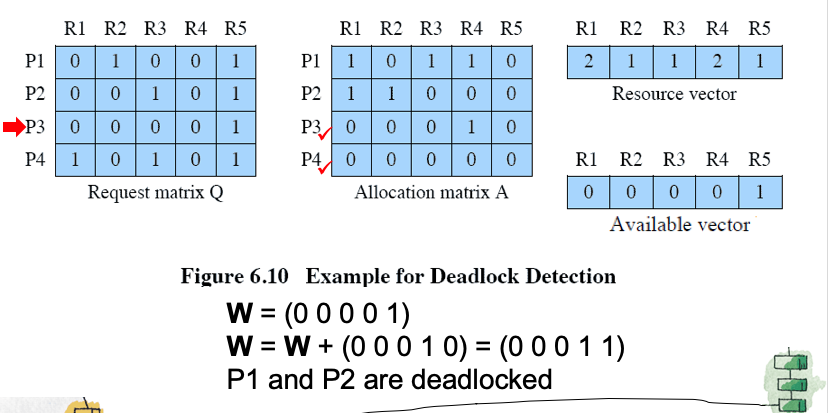 R1 R2 R3 R4 R5 R1 R2 R3 R4 R5 R1 R2 R3 R4 R5
P1 0 1 0 0 1 P1 1 0 1 1 0 2 1 1 2 1
P2 0 0 1 0 1 P2 1 1 0 0 0 Resource vector
P3 0 0 0 0 1 P3 0 0 0 1 0
P4 1 0 1 0 1 P4 0 0 0 0 0 R1 R2 R3 R4 R5
Request matrix Q Allocation matrix A 0 0 0 0 1
Available vector
Figure 6.10 Example for Deadlock Detection
W = (0 0 0 0 1)
W = W + (0 0 0 1 0) = (0 0 0 1 1)
P1 and P2 are deadlocked